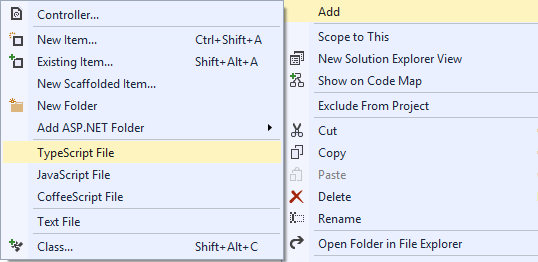 Controller...
New Item... Ctrl+Shift+A
Existing Item... Shift+Alt+A
New Scaffolded Item...
New Folder
Add ASP.NET Folder
TypeScript File
JavaScript File
CoffeeScript File
Text File
Class... Shift+Alt+C
Add
Scope to This
New Solution Explorer View
Show on Code Map
Exclude From Project
Cut
Copy
Paste
Delete
Rename
Open Folder in File Explorer